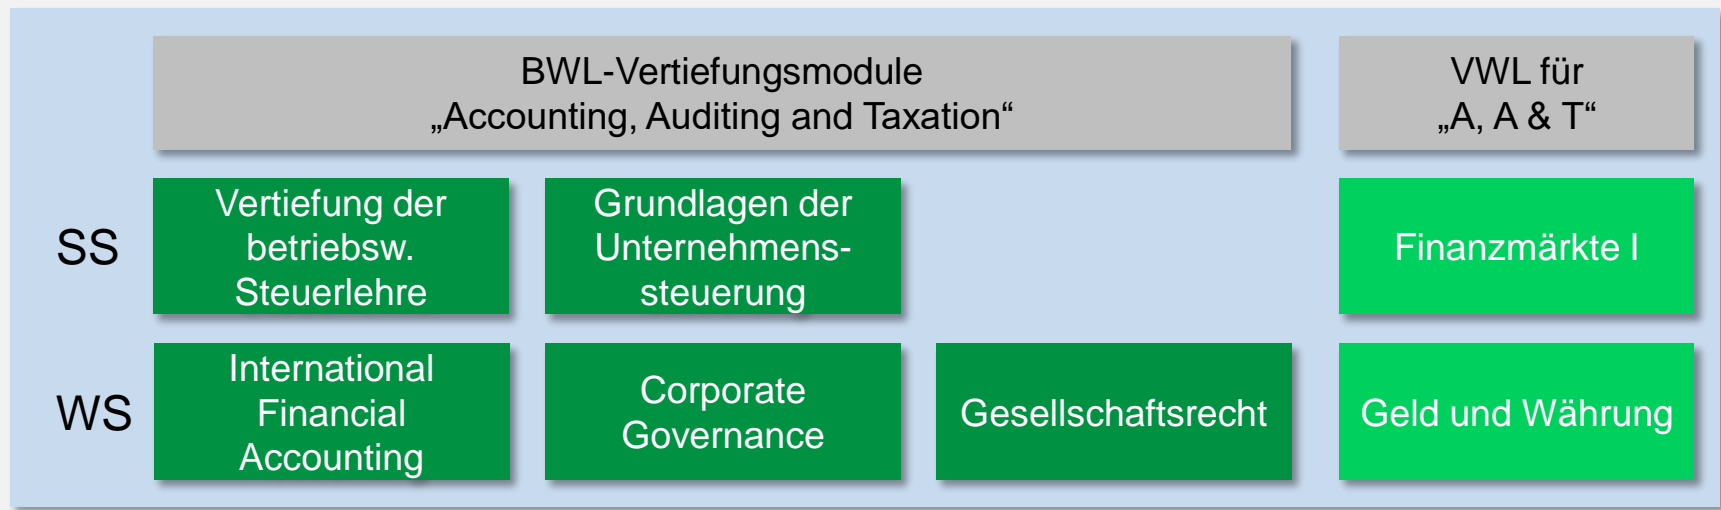 BWL-Vertiefungsmodule
„Accounting, Auditing and Taxation“
VWL für
„A, A & T“
SS
Vertiefung der
betriebsw.
Steuerlehre
Grundlagen der
Unternehmens-
steuerung
Finanzmärkte I
WS
International
Financial
Accounting
Corporate
Governance
Gesellschaftsrecht
Geld und Währung